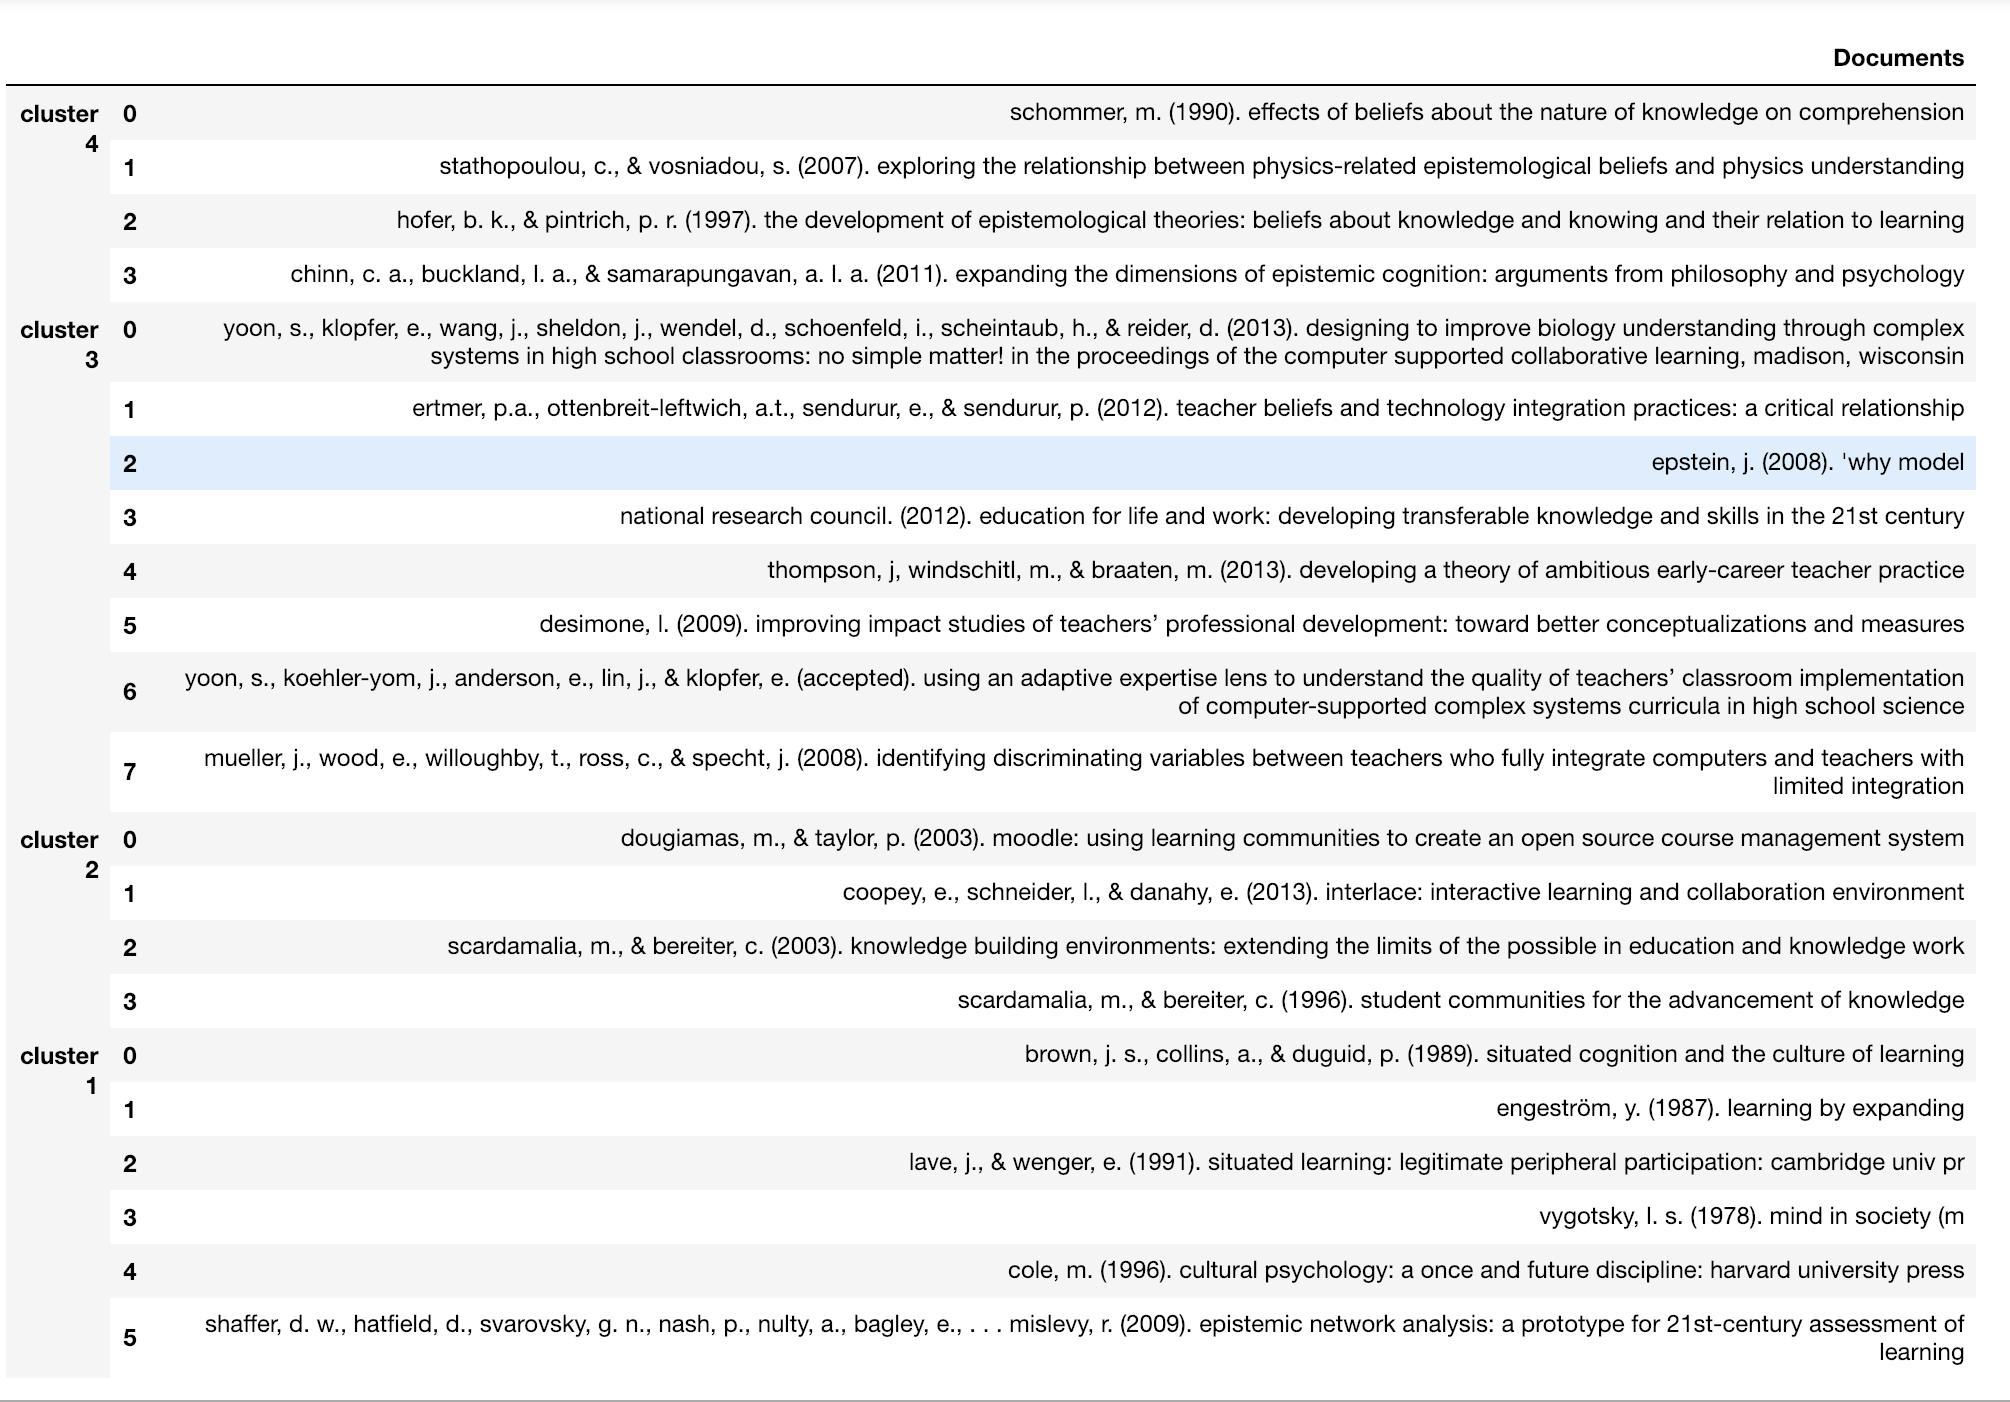 Documents
cluster 4 0 schommer, m. (1990). effects of beliefs about the nature of knowledge on comprehension
1 stathopoulou, c., & vosniadou, s. (2007). exploring the relationship between physics-related epistemological beliefs and physics understanding
2 hofer, b. k., & pintrich, p. r. (1997). the development of epistemological theories: beliefs about knowledge and knowing and their relation to learning
3 chinn, c. a., buckland, l. a., & samarapungavan, a. l. a. (2011). expanding the dimensions of epistemic cognition: arguments from philosophy and psychology
cluster 3 0 yoon, s., klopfer, e., wang, j., sheldon, j., wendel, d., schoenfeld, i., scheintaub, h., & reider, d. (2013). designing to improve biology understanding through complex
systems in high school classrooms: no simple matter! in the proceedings of the computer supported collaborative learning, madison, wisconsin
1 ertmer, p.a., ottenbreit-leftwich, a.t., sendurur, e., & sendurur, p. (2012). teacher beliefs and technology integration practices: a critical relationship
2 epstein, j. (2008). 'why model
3 national research council. (2012). education for life and work: developing transferable knowledge and skills in the 21st century
4 thompson, j, windschitl, m., & braaten, m. (2013). developing a theory of ambitious early-career teacher practice
5 desimone, l. (2009). improving impact studies of teachers’ professional development: toward better conceptualizations and measures
6 yoon, s., koehler-yom, j., anderson, e., lin, j., & klopfer, e. (accepted). using an adaptive expertise lens to understand the quality of teachers’ classroom implementation
of computer-supported complex systems curricula in high school science
7 mueller, j., wood, e., willoughby, t., ross, c., & specht, j. (2008). identifying discriminating variables between teachers who fully integrate computers and teachers with
limited integration
cluster 2 0 dougiamas, m., & taylor, p. (2003). moodle: using learning communities to create an open source course management system
1 coopey, e., schneider, l., & danahy, e. (2013). interlace: interactive learning and collaboration environment
2 scardamalia, m., & bereiter, c. (2003). knowledge building environments: extending the limits of the possible in education and knowledge work
3 scardamalia, m., & bereiter, c. (1996). student communities for the advancement of knowledge
cluster 1 0 brown, j. s., collins, a., & duguid, p. (1989). situated cognition and the culture of learning
1 engeström, y. (1987). learning by expanding
2 lave, j., & wenger, e. (1991). situated learning: legitimate peripheral participation: cambridge univ pr
3 vygotsky, l. s. (1978). mind in society (m
4 cole, m. (1996). cultural psychology: a once and future discipline: harvard university press
5 shaffer, d. w., hatfield, d., svarovsky, g. n., nash, p., nulty, a., bagley, e., . . . mislevy, r. (2009). epistemic network analysis: a prototype for 21st-century assessment of
learning